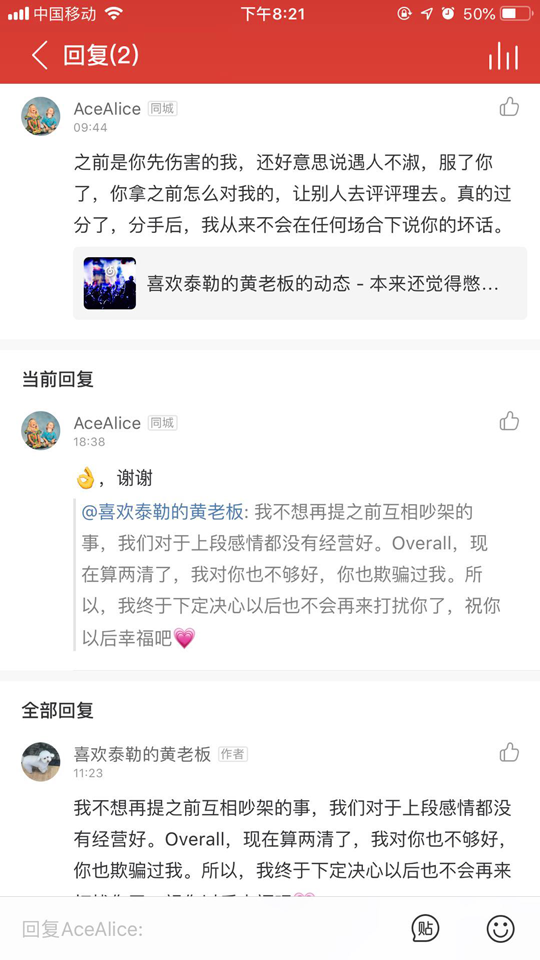 中国移动
下午8:21
50%
回复(2)
AceAlice 同城
09:44
之前是你先伤害的我，还好意思说遇人不淑，服了你
了，你拿之前怎么对我的，让别人去评评理去。真的过
分了，分手后，我从来不会在任何场合下说你的坏话。
喜欢泰勒的黄老板的动态 - 本来还觉得憋...
当前回复
AceAlice 同城
18:38
👌，谢谢
@喜欢泰勒的黄老板: 我不想再提之前互相吵架的
事，我们对于上段感情都没有经营好。Overall，现
在算两清了，我对你也不够好，你也欺骗过我。所
以，我终于下定决心以后也不会再来打扰你了，祝你
以后幸福吧💗
全部回复
喜欢泰勒的黄老板 作者
11:23
我不想再提之前互相吵架的事，我们对于上段感情都没
有经营好。Overall，现在算两清了，我对你也不够好，
你也欺骗过我。所以，我终于下定决心以后也不会再来
回复AceAlice:
贴